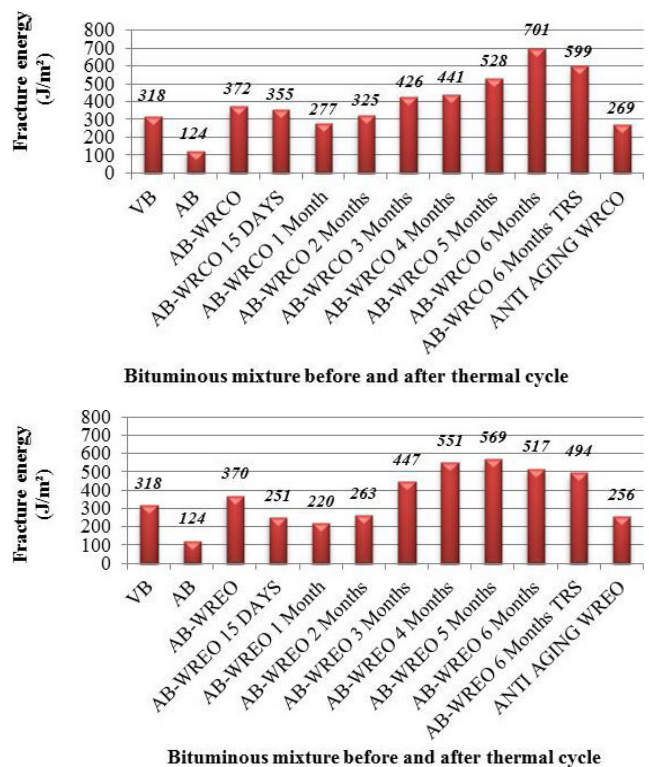 Fracture energy
(J/m²)
800
700
600
500
400
300
200
100
0
318
124
372
355
277
325
426
441
528
701
599
269
VB
AB
AB-WRCO
AB-WRCO 15 DAYS
AB-WRCO 1 Month
AB-WRCO 2 Months
AB-WRCO 3 Months
AB-WRCO 4 Months
AB-WRCO 5 Months
AB-WRCO 6 Months
AB-WRCO 6 Months TRS
ANTI AGING WRCO
Bituminous mixture before and after thermal cycle
Fracture energy
(J/m²)
800
700
600
500
400
300
200
100
0
318
124
370
251
220
263
447
551
569
517
494
256
VB
AB
AB-WREO
AB-WREO 15 DAYS
AB-WREO 1 Month
AB-WREO 2 Months
AB-WREO 3 Months
AB-WREO 4 Months
AB-WREO 5 Months
AB-WREO 6 Months
AB-WREO 6 Months TRS
ANTI AGING WREO
Bituminous mixture before and after thermal cycle